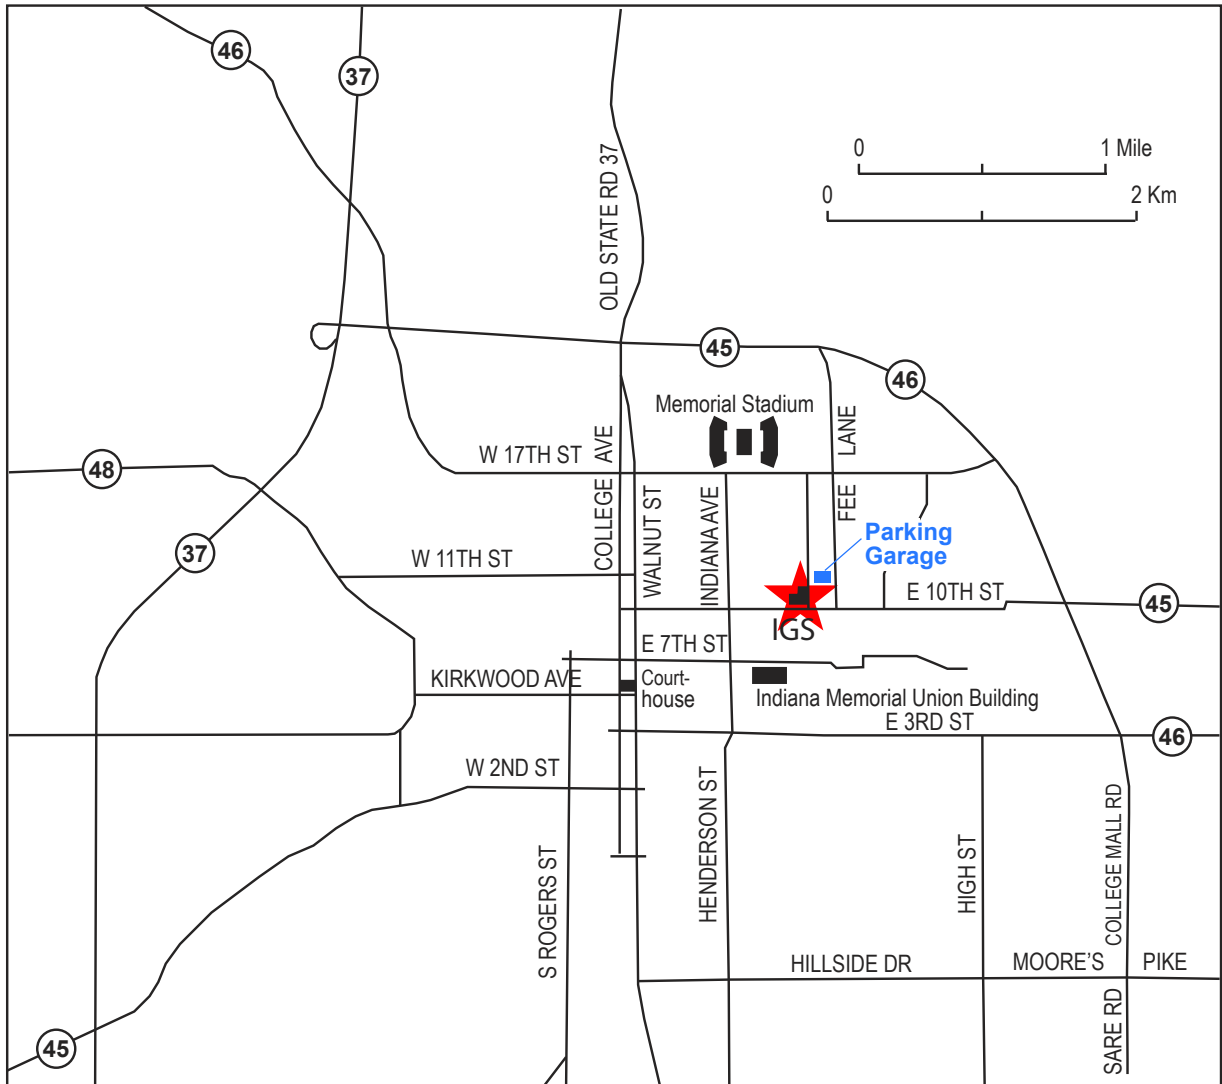 46
37
OLD STATE RD 37
0
1 Mile
0
2 Km
45
46
Memorial Stadium
W 17TH ST
COLLEGE AVE
FEE LANE
48
WALNUT ST
INDIANA AVE
Parking
Garage
37
W 11TH ST
E 10TH ST
45
IGS
E 7TH ST
KIRKWOOD AVE
Court-
house
Indiana Memorial Union Building
E 3RD ST
46
W 2ND ST
S ROGERS ST
HENDERSON ST
HIGH ST
COLLEGE MALL RD
HILLSIDE DR
MOORE'S PIKE
SARE RD
45